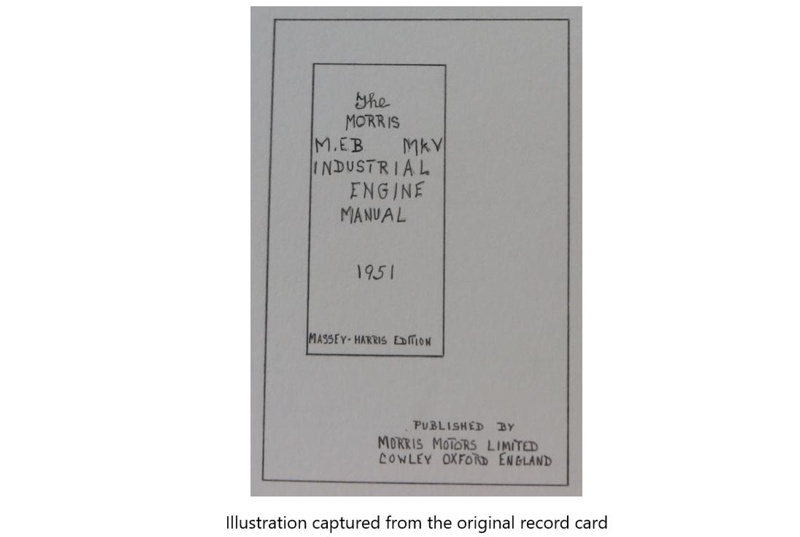 The
MORRIS
M.EB MkV
INDUSTRIAL
ENGINE
MANUAL
1951
MASSEY-HARRIS EDITION
PUBLISHED BY
MORRIS MOTORS LIMITED
COWLEY OXFORD ENGLAND
Illustration captured from the original record card